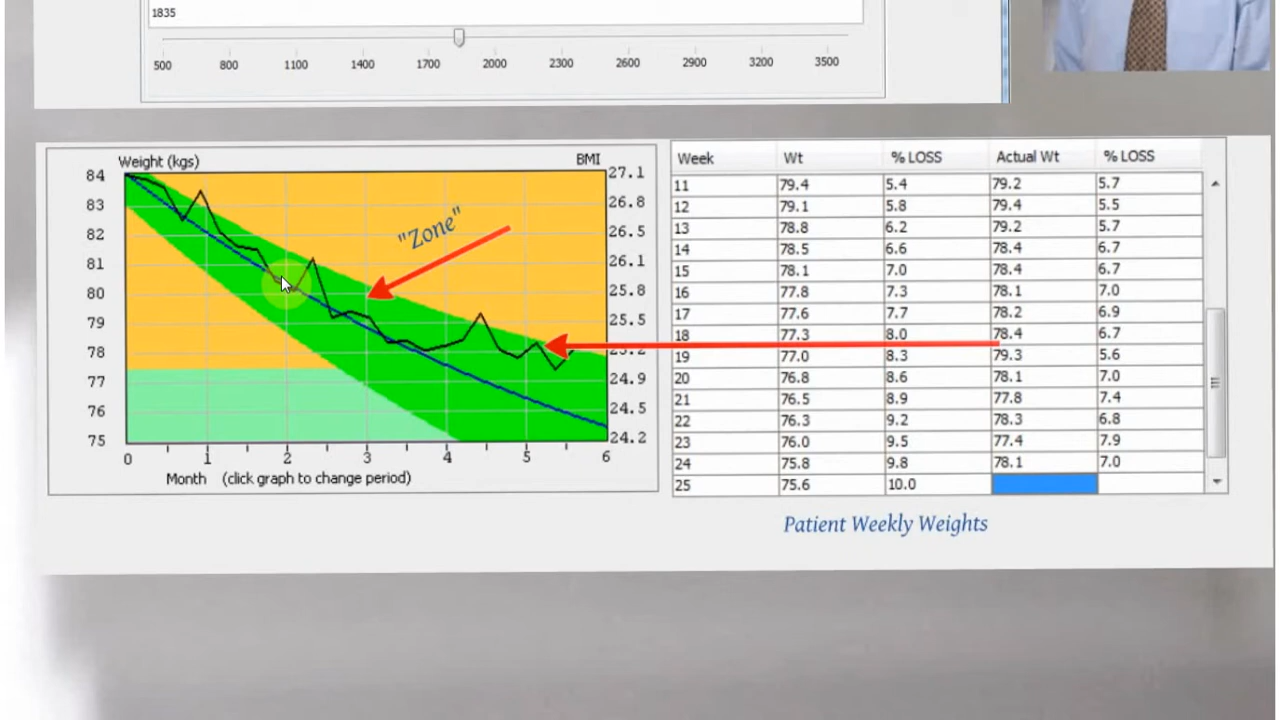 1835
500 800 1100 1400 1700 2000 2300 2600 2900 3200 3500
Weight (kgs) BMI
84 27.1
83 26.8
82 26.5
81 26.1
80 25.8
79 25.5
78
77 24.9
76 24.5
75 24.2
0 1 2 3 4 5 6
Month (click graph to change period)
"Zone"
Week Wt % LOSS Actual Wt % LOSS
11 79.4 5.4 79.2 5.7
12 79.1 5.8 79.4 5.5
13 78.8 6.2 79.2 5.7
14 78.5 6.6 78.4 6.7
15 78.1 7.0 78.4 6.7
16 77.8 7.3 78.1 7.0
17 77.6 7.7 78.2 6.9
18 77.3 8.0 78.4 6.7
19 77.0 8.3 79.3 5.6
20 76.8 8.6 78.1 7.0
21 76.5 8.9 77.8 7.4
22 76.3 9.2 78.3 6.8
23 76.0 9.5 77.4 7.9
24 75.8 9.8 78.1 7.0
25 75.6 10.0
Patient Weekly Weights